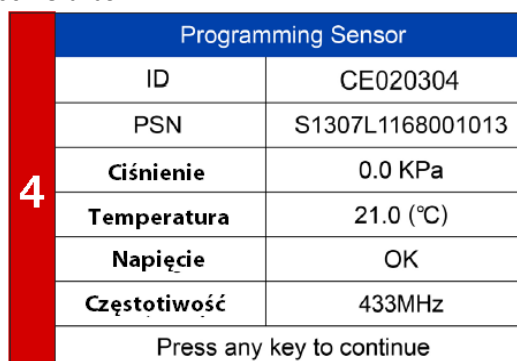 Programming Sensor
4
ID CE020304
PSN S1307L1168001013
Ciśnienie 0.0 KPa
Temperatura 21.0 (℃)
Napięcie OK
Częstotiwość 433MHz
Press any key to continue